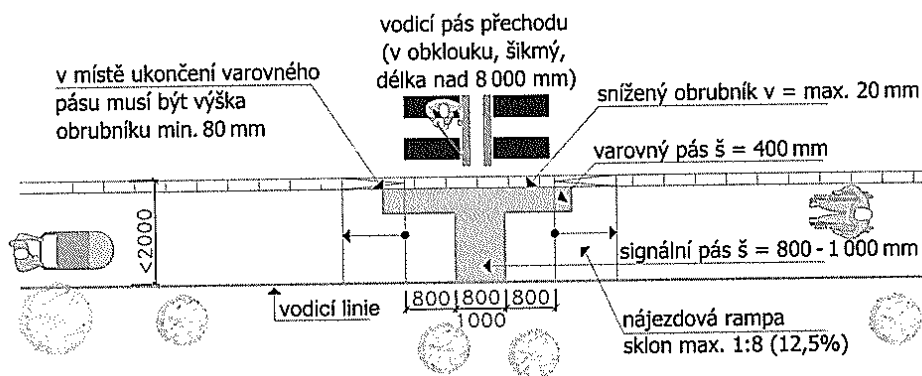 vodicí pás přechodu
(v obklouku, šikmý,
délka nad 8 000 mm)
v místě ukončení varovného
pásu musí být výška
obrubníku min. 80 mm
snížený obrubník v = max. 20 mm
varovný pás š = 400 mm
<2000
signální pás š = 800 - 1 000 mm
vodicí linie
800 800 800
1 000
nájezdová rampa
sklon max. 1:8 (12,5%)